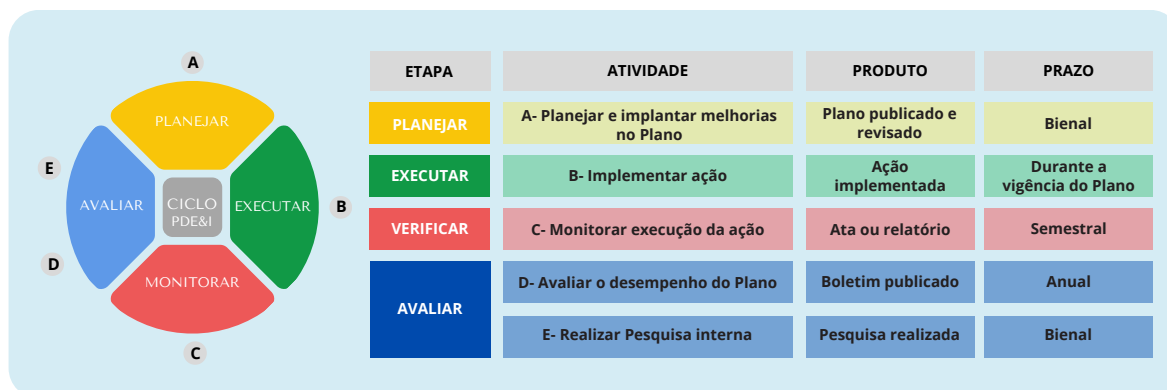 A
PLANEJAR
E
AVALIAR
CICLO
PDE&I
EXECUTAR
B
D
MONITORAR
C
ETAPA ATIVIDADE PRODUTO PRAZO
PLANEJAR
A- Planejar e implantar melhorias
no Plano
Plano publicado e
revisado
Bienal
EXECUTAR
B- Implementar ação
Ação
implementada
Durante a
vigência do Plano
VERIFICAR
C- Monitorar execução da ação
Ata ou relatório
Semestral
AVALIAR
D- Avaliar o desempenho do Plano
Boletim publicado
Anual
E- Realizar Pesquisa interna
Pesquisa realizada
Bienal